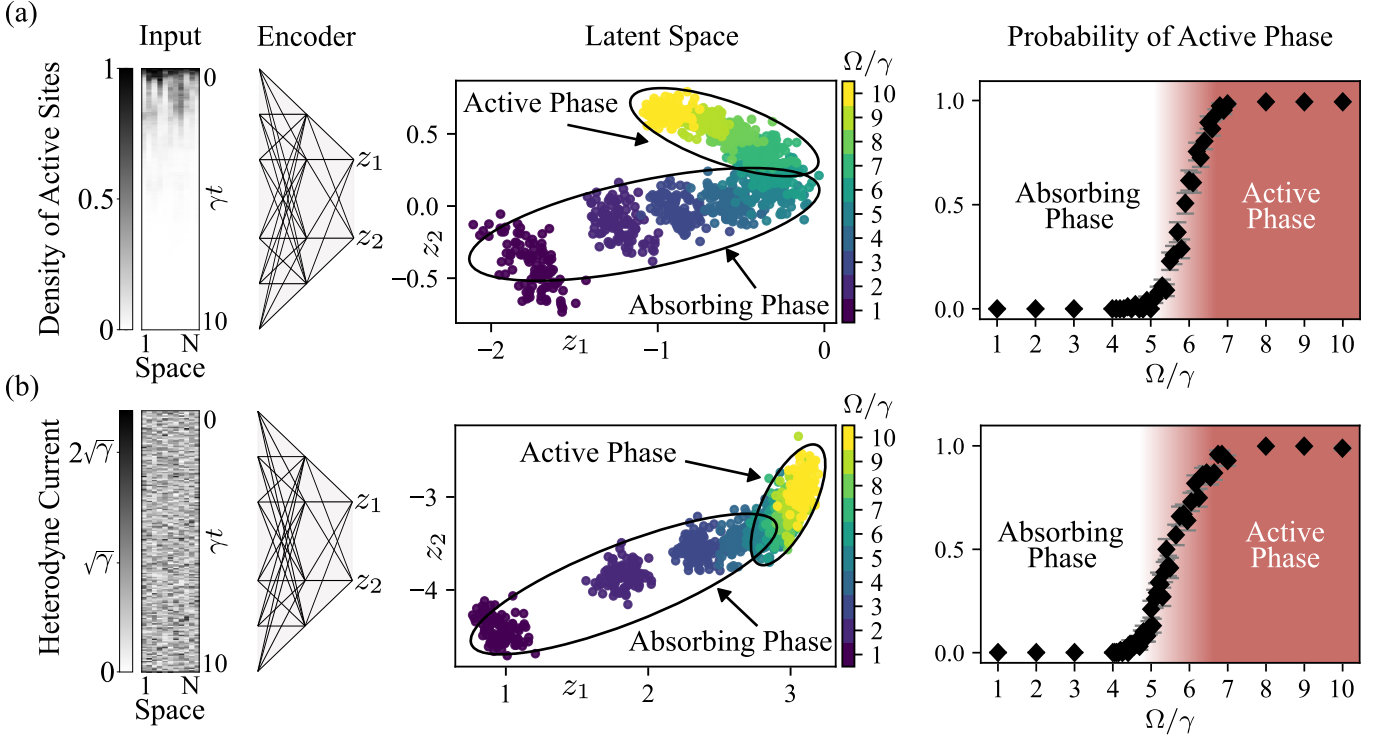 (a)
Input
Encoder
Latent Space
Probability of Active Phase
Density of Active Sites
1
0.5
0
0
γt
10
1 N
Space
z₁
z₂
Active Phase
Absorbing Phase
0.5
0.0
−0.5
z₂
−2 −1 0
z₁
Ω/γ
10
9
8
7
6
5
4
3
2
1
1.0
0.5
0.0
Absorbing
Phase
Active
Phase
1 2 3 4 5 6 7 8 9 10
Ω/γ
(b)
Heterodyne Current
2√γ
√γ
0
0
γt
10
1 N
Space
z₁
z₂
Active Phase
Absorbing Phase
−3
−4
z₂
1 2 3
z₁
Ω/γ
10
9
8
7
6
5
4
3
2
1
1.0
0.5
0.0
Absorbing
Phase
Active
Phase
1 2 3 4 5 6 7 8 9 10
Ω/γ